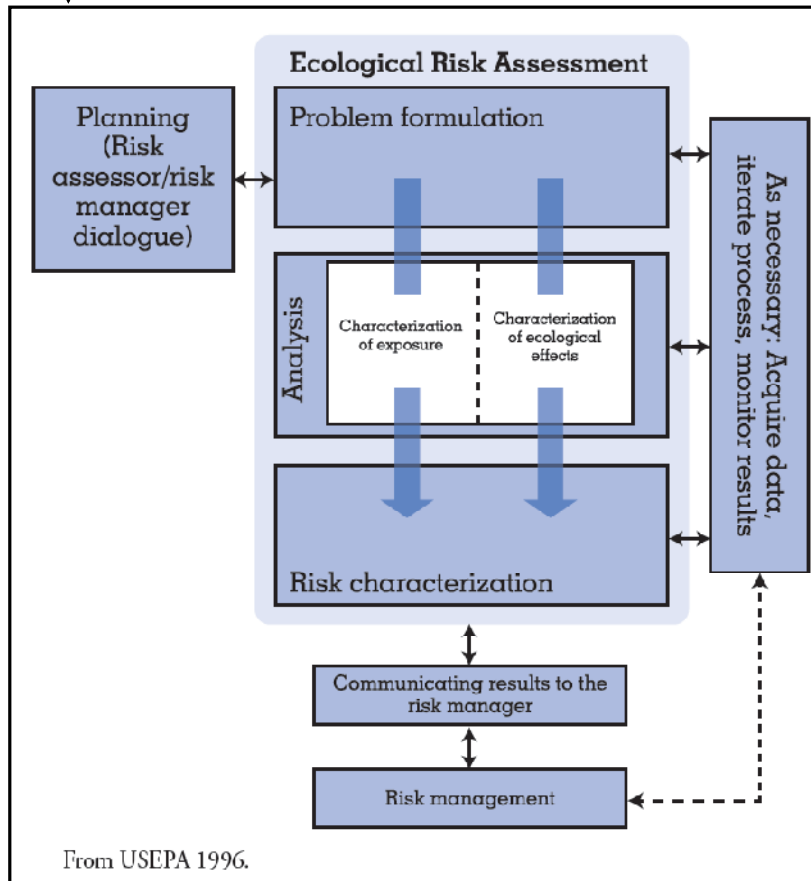 Ecological Risk Assessment
Planning
(Risk
assessor/risk
manager
dialogue)
Problem formulation
Analysis
Characterization
of exposure
Characterization
of ecological
effects
Risk characterization
As necessary: Acquire data,
iterate process, monitor results
Communicating results to the
risk manager
Risk management
From USEPA 1996.